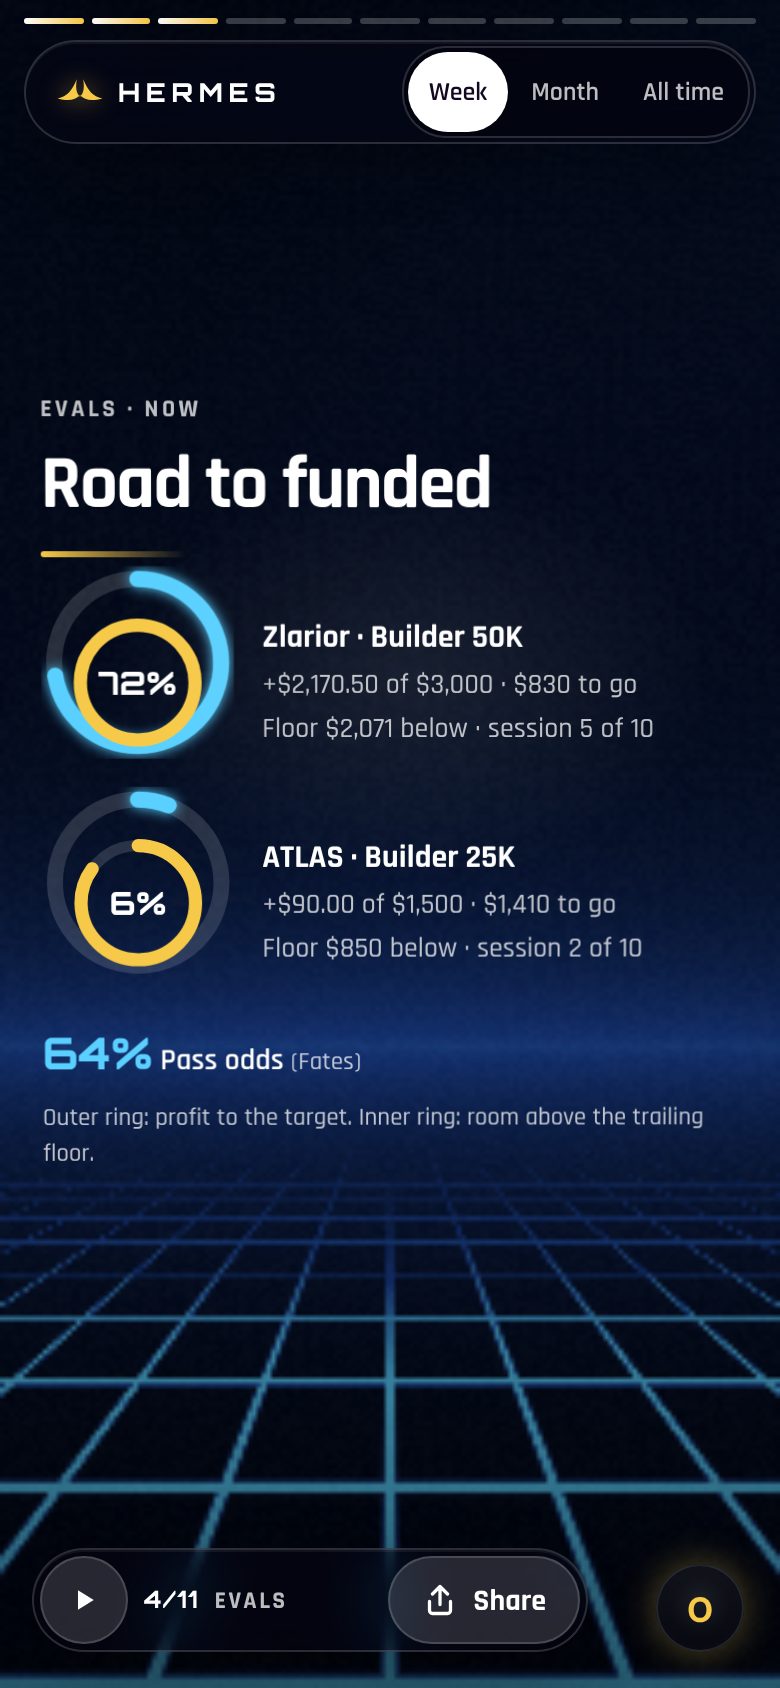 HERMES
Week Month All time
EVALS · NOW
Road to funded
72%
Zlarior · Builder 50K
+$2,170.50 of $3,000 · $830 to go
Floor $2,071 below · session 5 of 10
6%
ATLAS · Builder 25K
+$90.00 of $1,500 · $1,410 to go
Floor $850 below · session 2 of 10
64% Pass odds (Fates)
Outer ring: profit to the target. Inner ring: room above the trailing
floor.
4/11 EVALS Share O